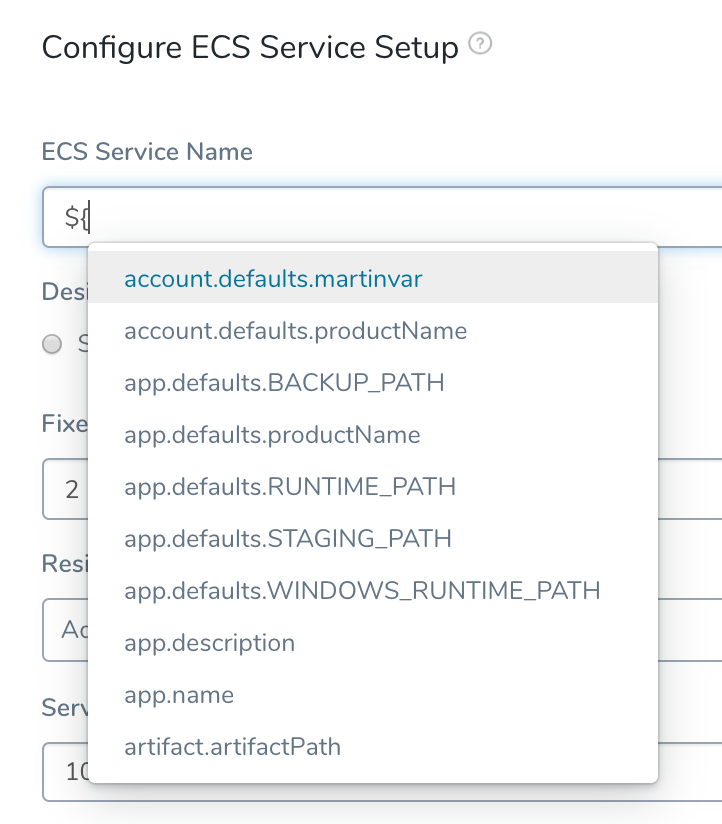 Configure ECS Service Setup ?
ECS Service Name
${
account.defaults.martinvar
account.defaults.productName
app.defaults.BACKUP_PATH
app.defaults.productName
app.defaults.RUNTIME_PATH
app.defaults.STAGING_PATH
app.defaults.WINDOWS_RUNTIME_PATH
app.description
app.name
artifact.artifactPath
Desi
S
Fixe
2
Resi
Ad
Serv
10